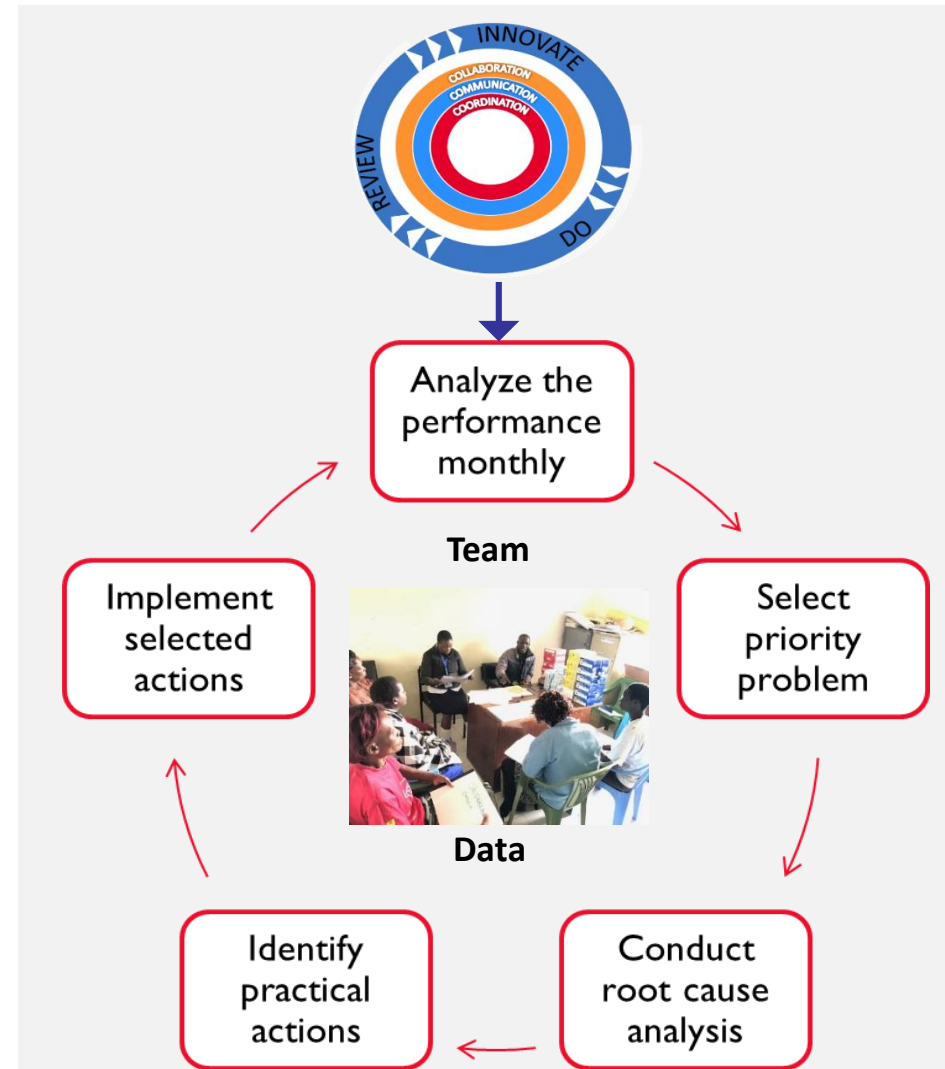 INNOVATE
COLLABORATION
COMMUNICATION
COORDINATION
REVIEW
DO
Analyze the
performance
monthly
Team
Implement
selected
actions
Select
priority
problem
Data
Identify
practical
actions
Conduct
root cause
analysis